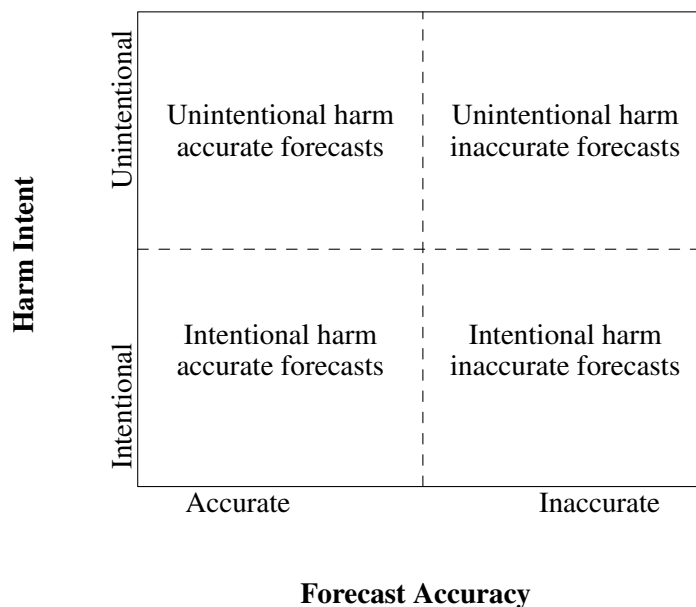 Harm Intent
Unintentional
Intentional
Unintentional harm
accurate forecasts
Unintentional harm
inaccurate forecasts
Intentional harm
accurate forecasts
Intentional harm
inaccurate forecasts
Accurate
Inaccurate
Forecast Accuracy